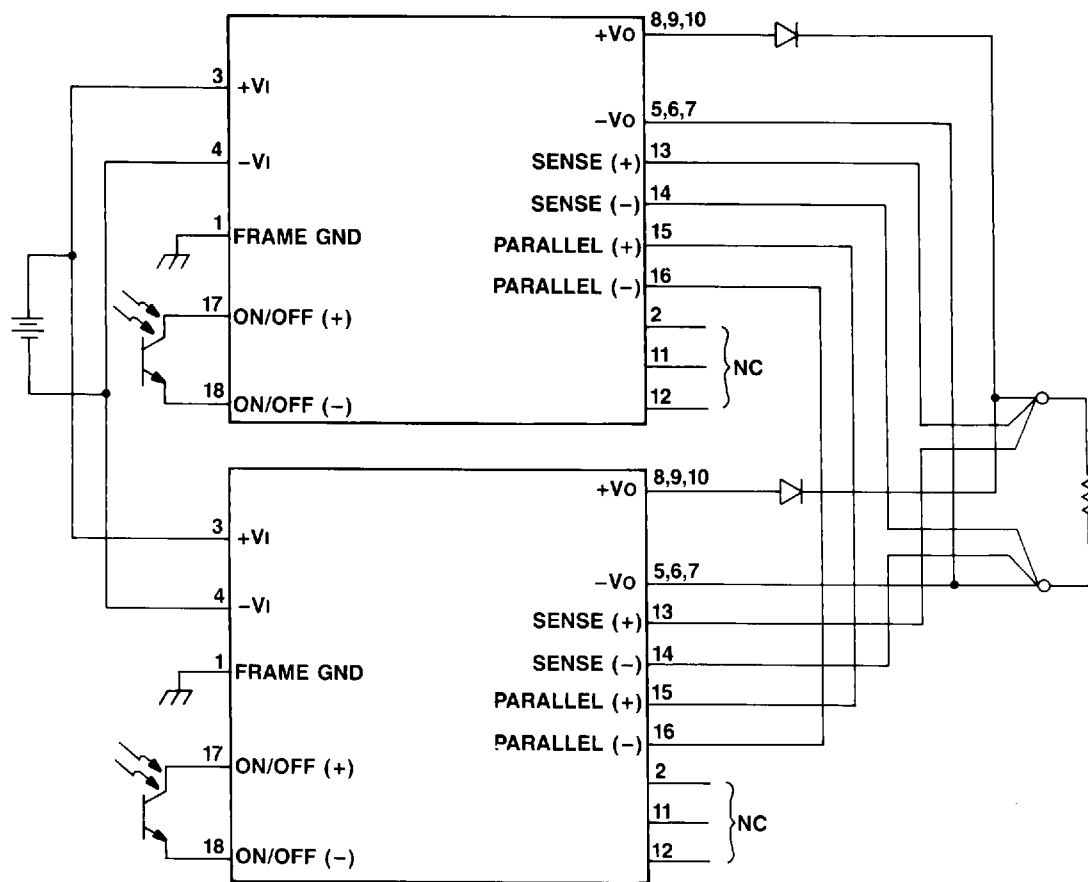 8,9,10
+VO
3
+VI
5,6,7
−VO
13
4
−VI
SENSE (+)
14
SENSE (−)
1
FRAME GND
15
PARALLEL (+)
16
PARALLEL (−)
17
ON/OFF (+)
2
11
NC
18
ON/OFF (−)
12
8,9,10
+VO
3
+VI
5,6,7
−VO
4
−VI
13
SENSE (+)
14
SENSE (−)
1
FRAME GND
15
PARALLEL (+)
16
PARALLEL (−)
17
ON/OFF (+)
2
11
NC
18
ON/OFF (−)
12